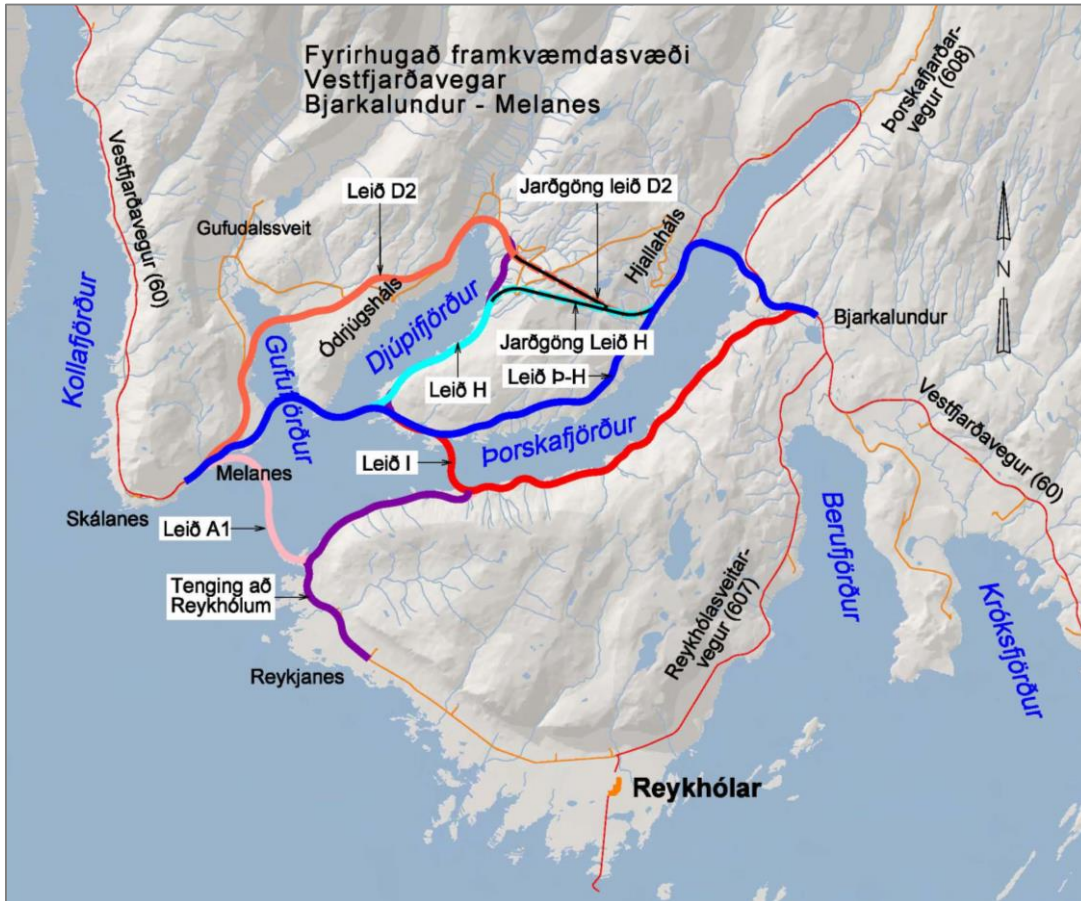 Fyrirhugað framkvæmdasvæði
Vestfjarðavegar
Bjarkalundur - Melanes
Þorskafjarðar-
vegur (608)
Vestfjarðavegur (60)
Leið D2
Jarðgöng leið D2
Gufudalssveit
Hjallaháls
N
Kollafjörður
Ódrjúgsháls
Djúpifjörður
Bjarkalundur
Gufufjörður
Jarðgöng Leið H
Leið H
Leið Þ-H
Vestfjarðavegur (60)
Þorskafjörður
Leið I
Melanes
Skálanes
Leið A1
Berufjörður
Tenging að
Reykhólum
Reykhólasveitar-
vegur (607)
Króksfjörður
Reykjanes
Reykhólar